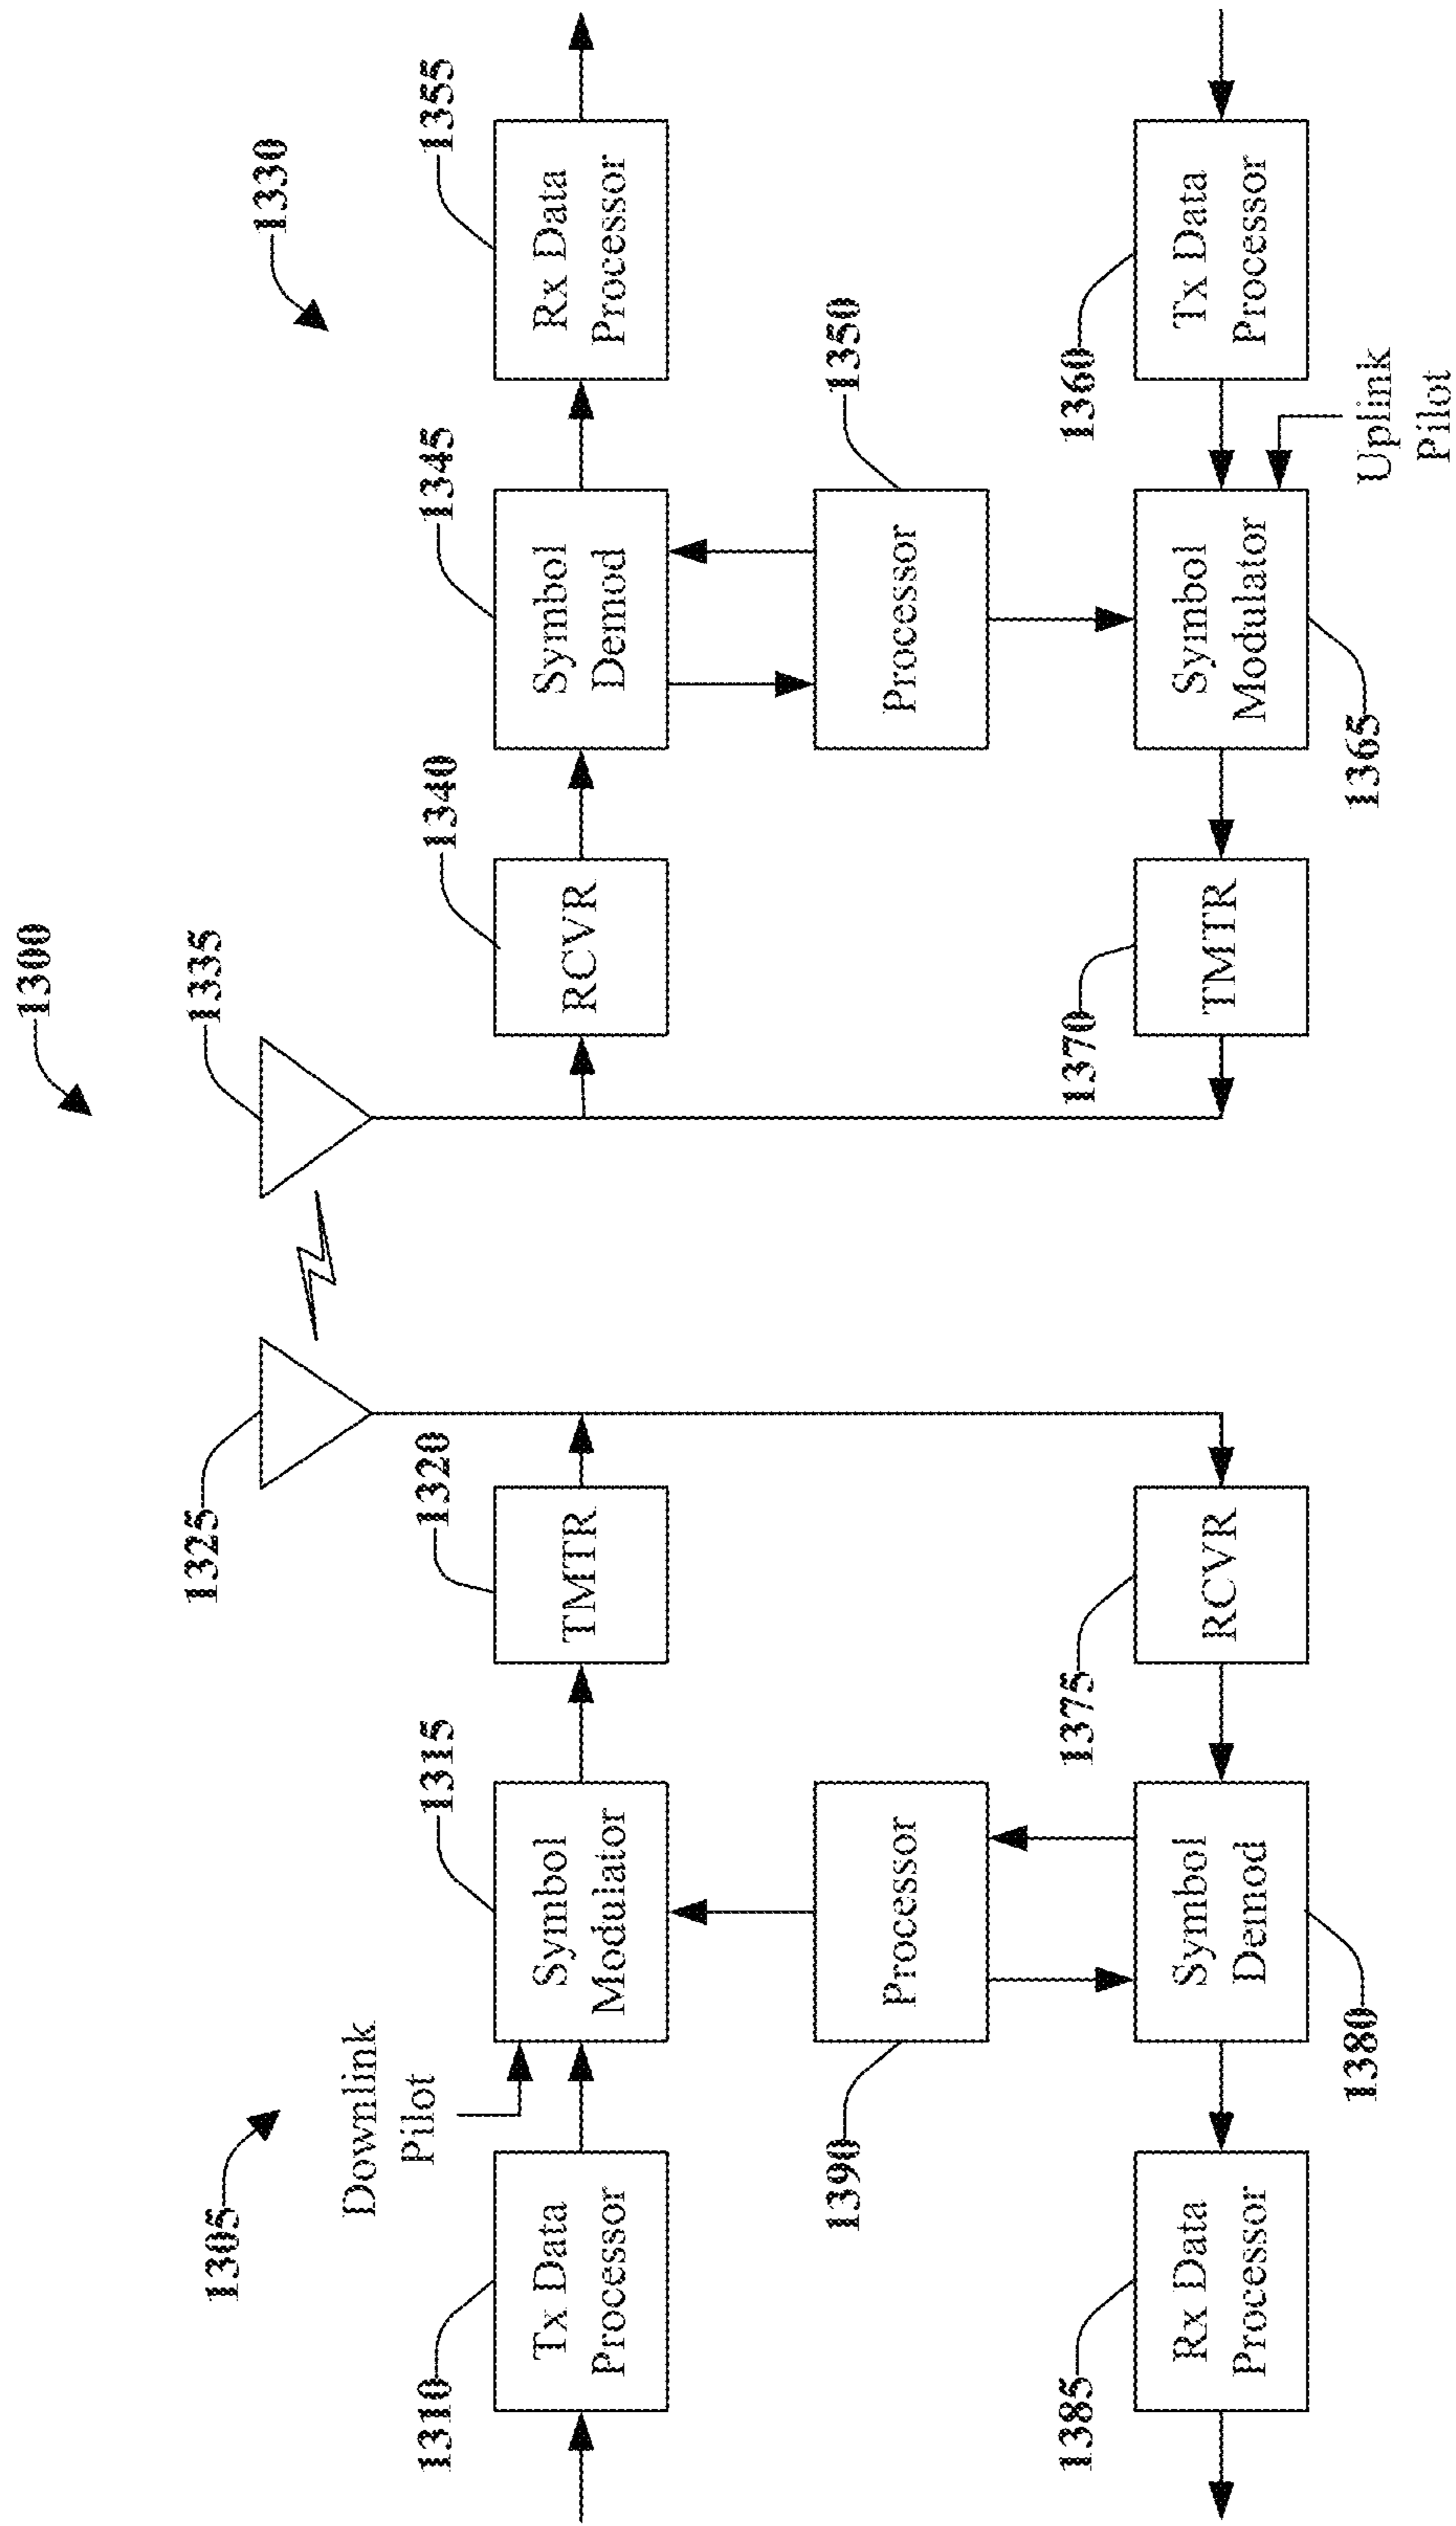 1300
1305
1325
1335
1330
Downlink
Pilot
1310
1315
1320
1340
1345
1355
Tx Data
Processor
Symbol
Modulator
TMTR
RCVR
Symbol
Demod
Rx Data
Processor
1390
Processor
Processor
1350
1385
1375
1370
1360
Rx Data
Processor
Symbol
Demod
RCVR
TMTR
Symbol
Modulator
Tx Data
Processor
1380
1365
Uplink
Pilot